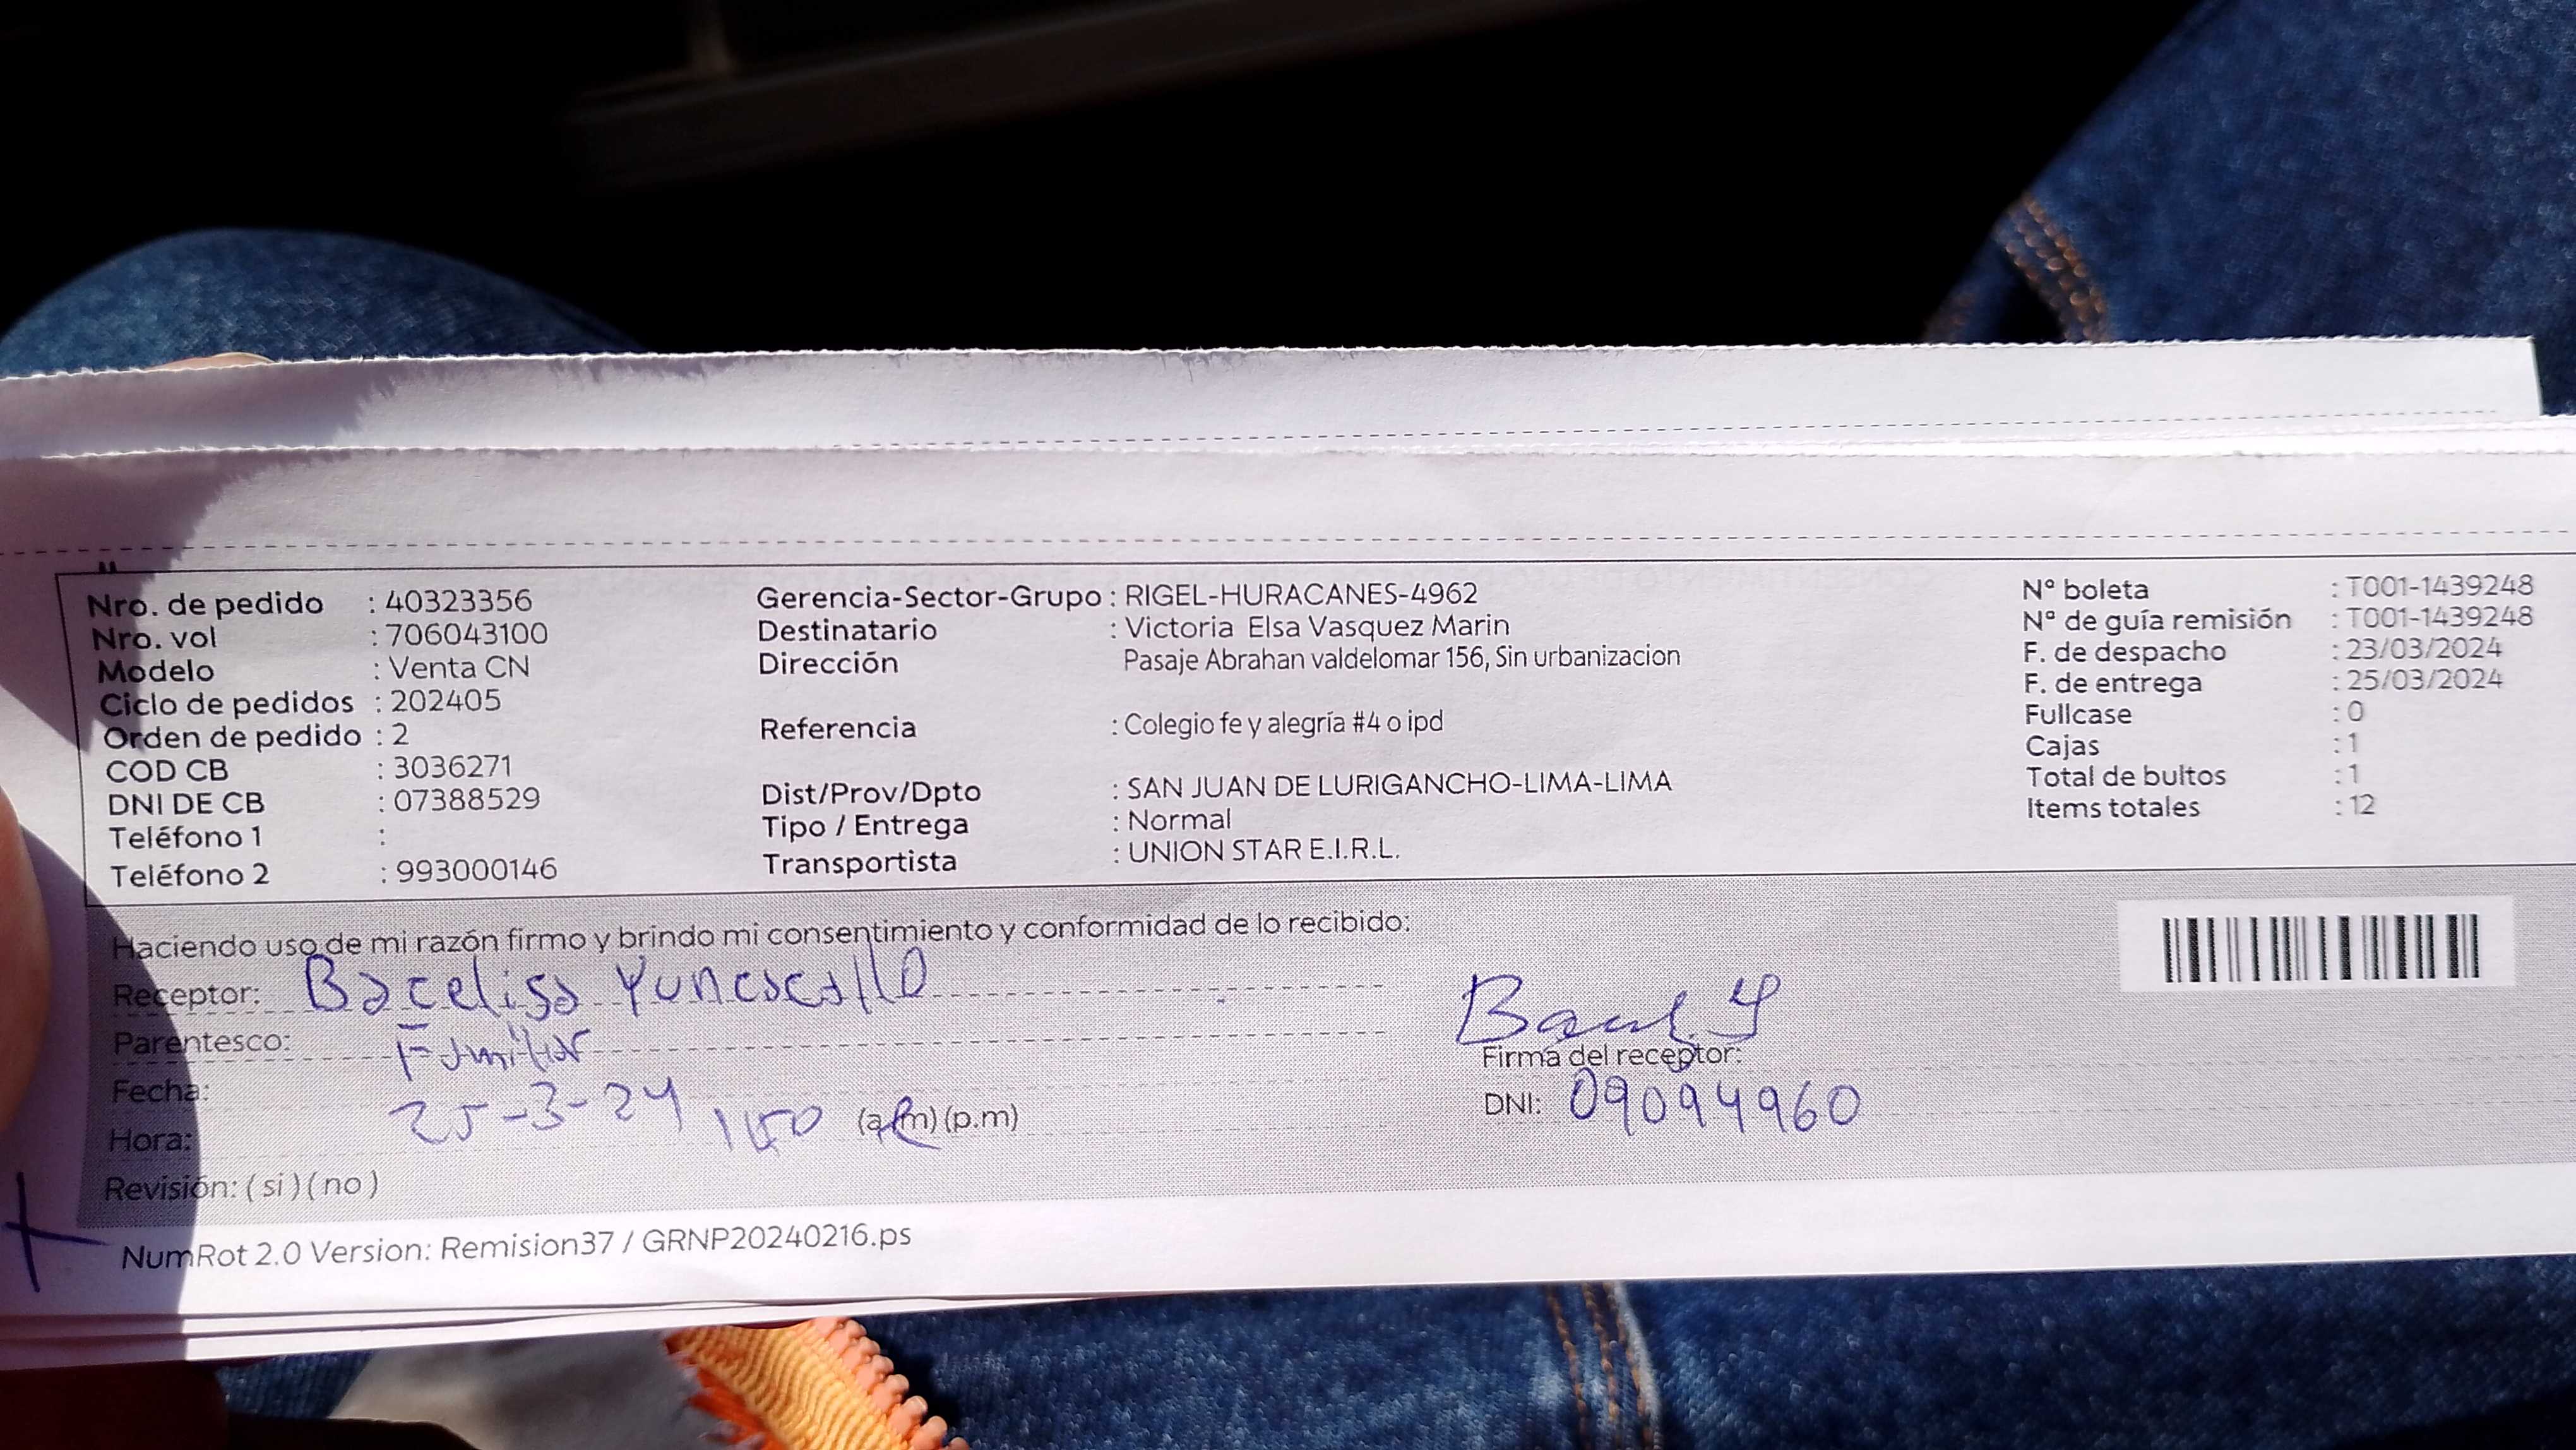 Nro. de pedido : 40323356
Nro. vol : 706043100
Modelo : Venta CN
Ciclo de pedidos : 202405
Orden de pedido : 2
COD CB : 3036271
DNI DE CB : 07388529
Teléfono 1 :
Teléfono 2 : 993000146
Gerencia-Sector-Grupo : RIGEL-HURACANES-4962
Destinatario : Victoria Elsa Vasquez Marin
Dirección Pasaje Abrahan valdelomar 156, Sin urbanizacion
Referencia : Colegio fe y alegría #4 o ipd
Dist/Prov/Dpto : SAN JUAN DE LURIGANCHO-LIMA-LIMA
Tipo / Entrega : Normal
Transportista : UNION STAR E.I.R.L.
Nº boleta : T001-1439248
Nº de guía remisión : T001-1439248
F. de despacho : 23/03/2024
F. de entrega : 25/03/2024
Fullcase : 0
Cajas : 1
Total de bultos : 1
Items totales : 12
Haciendo uso de mi razón firmo y brindo mi consentimiento y conformidad de lo recibido:
Receptor: Baceliso Yuncacallo
Parentesco: Familiar
Fecha: 25-3-24
Hora: (a.m) (p.m)
Revisión: ( si ) ( no )
Firma del receptor:
DNI: 09094960
NumRot 2.0 Version: Remision37 / GRNP20240216.ps